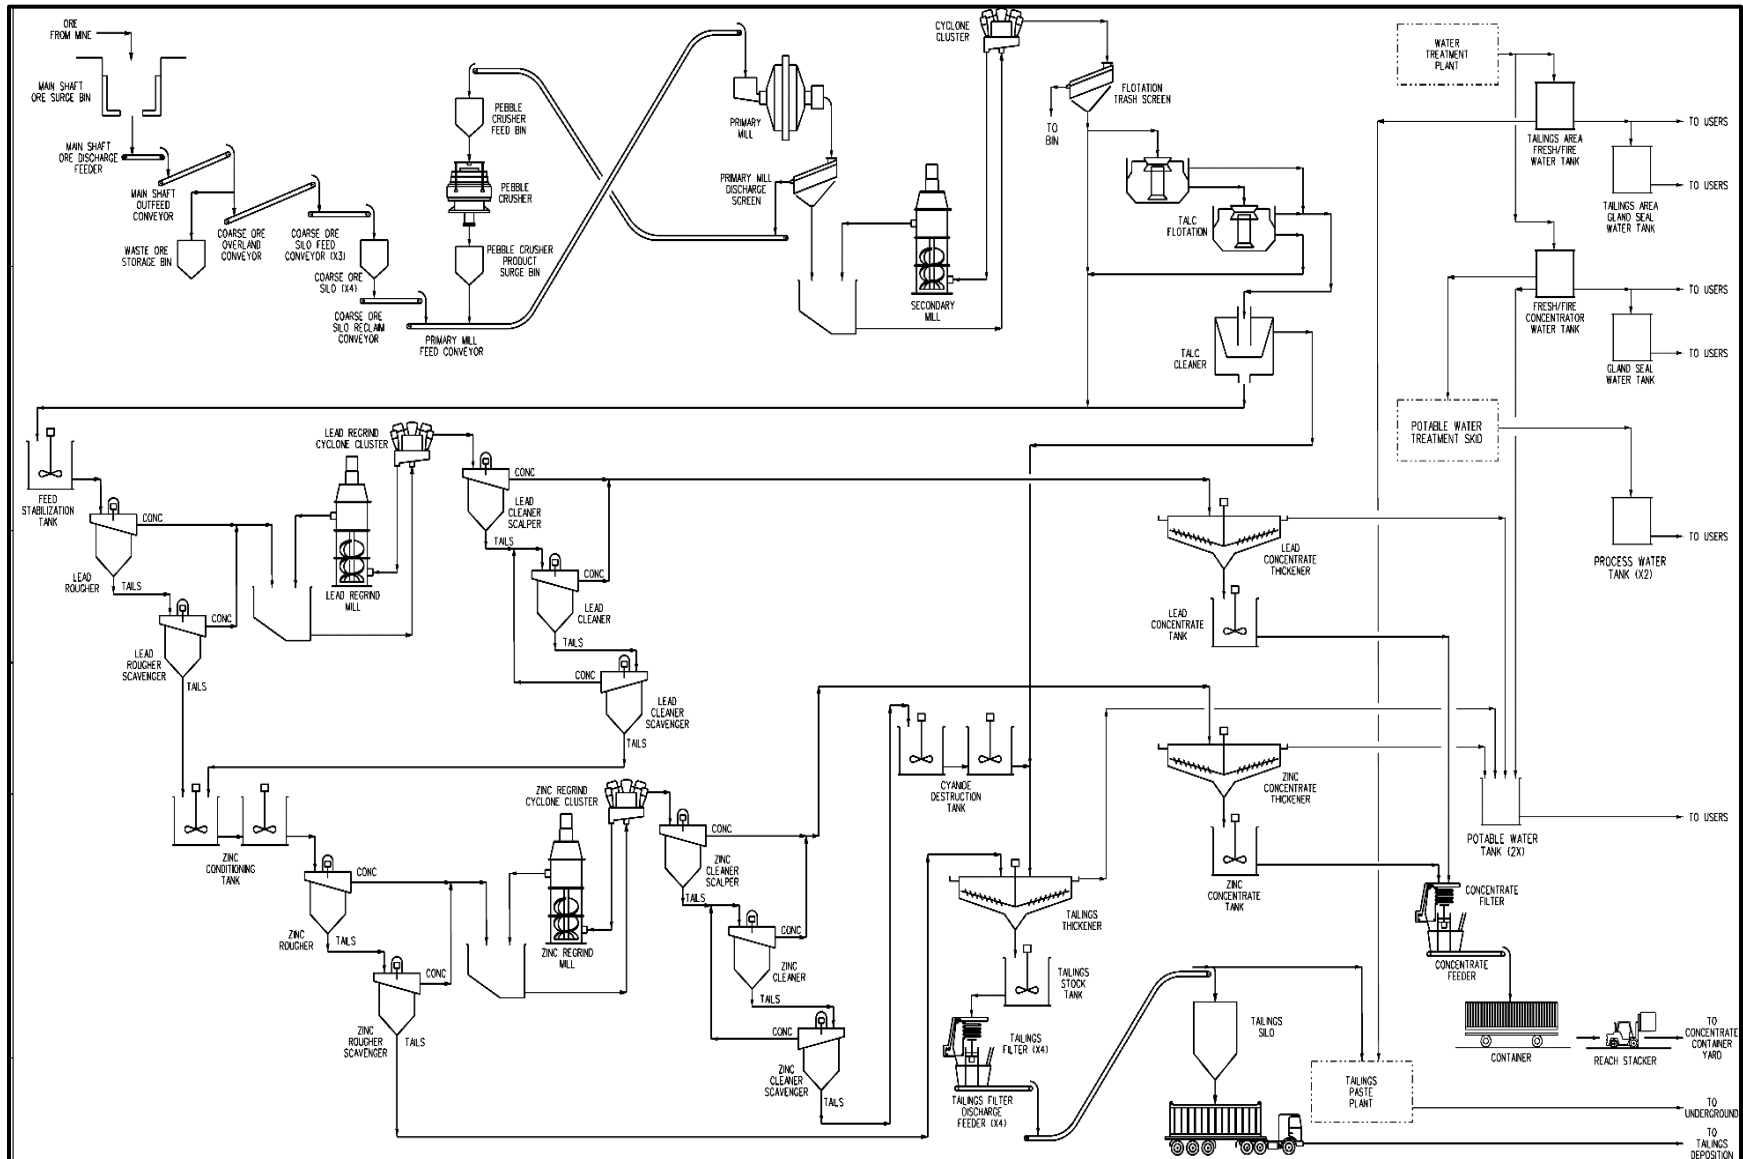 ORE
FROM MINE
MAIN SHAFT
ORE SURGE BIN
MAIN SHAFT
ORE DISCHARGE
FEEDER
MAIN SHAFT
OUTFEED
CONVEYOR
WASTE ORE
STORAGE BIN
COARSE ORE
OVERLAND
CONVEYOR
COARSE ORE
SILO FEED
CONVEYOR (X3)
COARSE ORE
SILO (X4)
COARSE ORE
SILO RECLAIM
CONVEYOR
PRIMARY MILL
FEED CONVEYOR
PEBBLE
CRUSHER
FEED BIN
PEBBLE
CRUSHER
PEBBLE CRUSHER
PRODUCT
SURGE BIN
PRIMARY
MILL
PRIMARY MILL
DISCHARGE
SCREEN
CYCLONE
CLUSTER
SECONDARY
MILL
FLOTATION
TRASH SCREEN
TO
BIN
TALC
FLOTATION
TALC
CLEANER
WATER
TREATMENT
PLANT
TAILINGS AREA
FRESH/FIRE
WATER TANK
TO USERS
TO USERS
TAILINGS AREA
GLAND SEAL
WATER TANK
FRESH/FIRE
CONCENTRATOR
WATER TANK
TO USERS
TO USERS
GLAND SEAL
WATER TANK
POTABLE WATER
TREATMENT SKID
TO USERS
PROCESS WATER
TANK (X2)
FEED
STABILIZATION
TANK
CONC
LEAD
ROUGHER
TAILS
CONC
LEAD
ROUGHER
SCAVENGER
TAILS
LEAD REGRIND
CYCLONE CLUSTER
LEAD REGRIND
MILL
CONC
LEAD
CLEANER
SCALPER
TAILS
CONC
LEAD
CLEANER
TAILS
CONC
LEAD
CLEANER
SCAVENGER
TAILS
LEAD
CONCENTRATE
THICKENER
LEAD
CONCENTRATE
TANK
ZINC
CONDITIONING
TANK
CONC
ZINC
ROUGHER
TAILS
CONC
ZINC
ROUGHER
SCAVENGER
TAILS
ZINC REGRIND
CYCLONE CLUSTER
ZINC REGRIND
MILL
CONC
ZINC
CLEANER
SCALPER
TAILS
CONC
ZINC
CLEANER
TAILS
CONC
ZINC
CLEANER
SCAVENGER
TAILS
CYANIDE
DESTRUCTION
TANK
ZINC
CONCENTRATE
THICKENER
ZINC
CONCENTRATE
TANK
TO USERS
POTABLE WATER
TANK (2X)
TAILINGS
THICKENER
TAILINGS
STOCK
TANK
TAILINGS
FILTER (X4)
TAILINGS FILTER
DISCHARGE
FEEDER (X4)
TAILINGS
SILO
CONCENTRATE
FILTER
CONCENTRATE
FEEDER
CONTAINER
REACH STACKER
TO
CONCENTRATE
CONTAINER
YARD
TAILINGS
PASTE
PLANT
TO
UNDERGROUND
TO
TAILINGS
DEPOSITION